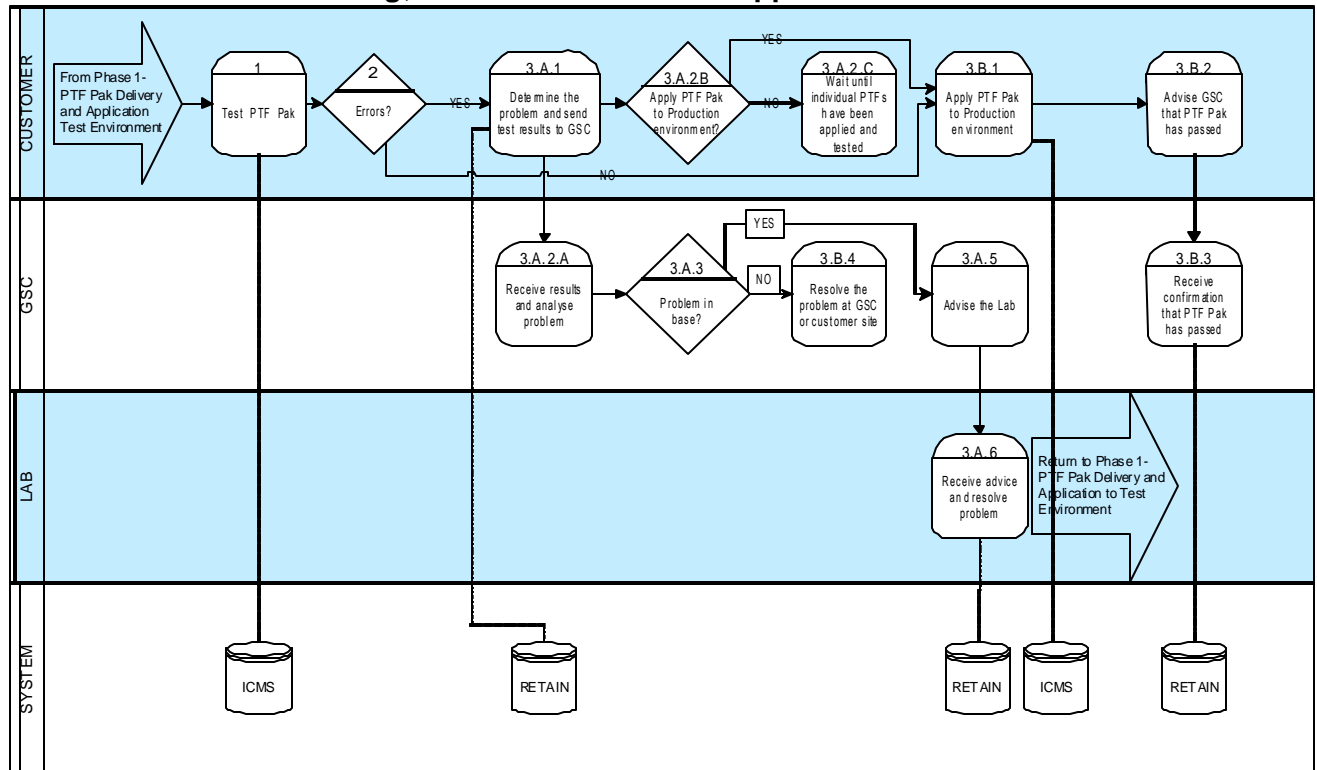 CUSTOMER
From Phase 1-
PTF Pak Delivery
and Application
Test Environment
1
Test PTF Pak
2
Errors?
YES
NO
3.A.1
Determine the
problem and send
test results to GSC
3.A.2.B
Apply PTF Pak
to Production
environment?
YES
NO
3.A.2.C
Wait until
individual PTFs
have been
applied and
tested
3.B.1
Apply PTF Pak
to Production
environment
3.B.2
Advise GSC
that PTF Pak
has passed
GSC
3.A.2.A
Receive results
and analyse
problem
3.A.3
Problem in
base?
YES
NO
3.B.4
Resolve the
problem at GSC
or customer site
3.A.5
Advise the Lab
3.B.3
Receive
confirmation
that PTF Pak
has passed
LAB
3.A.6
Receive advice
and resolve
problem
Return to Phase 1-
PTF Pak Delivery and
Application to Test
Environment
SYSTEM
ICMS
RETAIN
RETAIN
ICMS
RETAIN